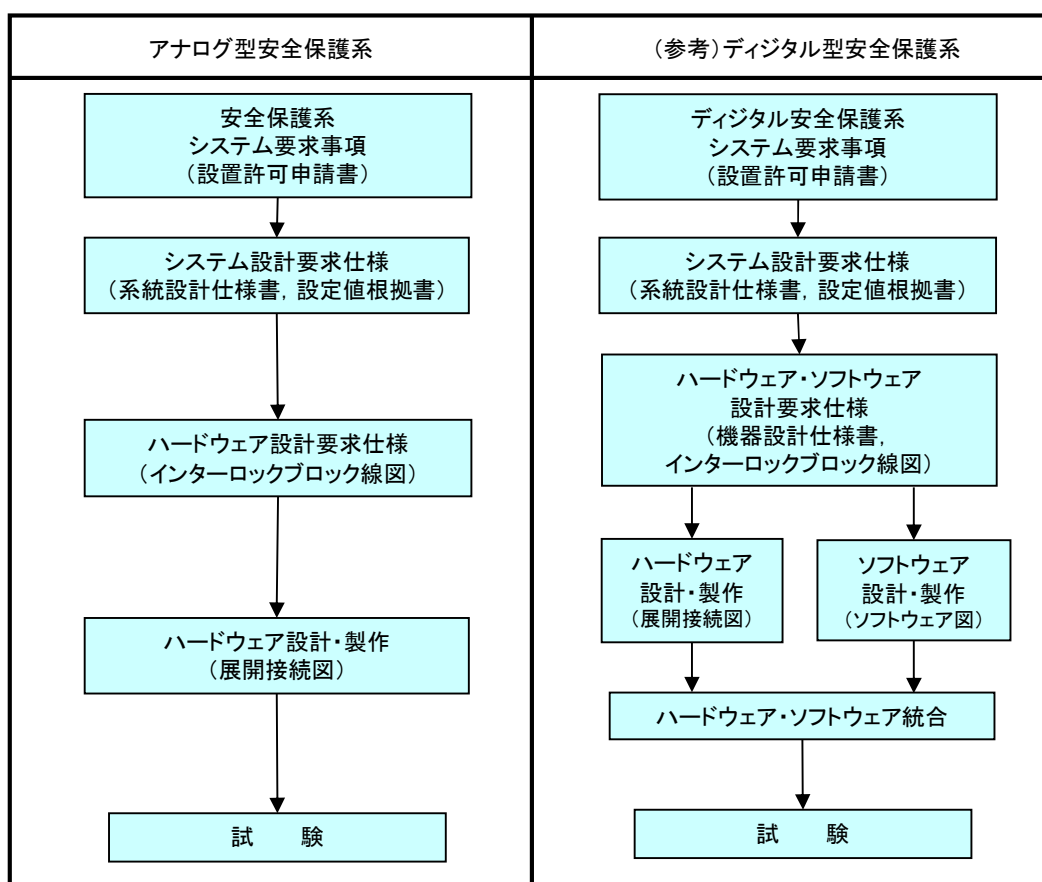 アナログ型安全保護系
安全保護系
システム要求事項
（設置許可申請書）
システム設計要求仕様
（系統設計仕様書，設定値根拠書）
ハードウェア設計要求仕様
（インターロックブロック線図）
ハードウェア設計・製作
（展開接続図）
試　　験
（参考）ディジタル型安全保護系
ディジタル安全保護系
システム要求事項
（設置許可申請書）
システム設計要求仕様
（系統設計仕様書，設定値根拠書）
ハードウェア・ソフトウェア
設計要求仕様
（機器設計仕様書，
インターロックブロック線図）
ハードウェア
設計・製作
（展開接続図）
ソフトウェア
設計・製作
（ソフトウェア図）
ハードウェア・ソフトウェア統合
試　　験